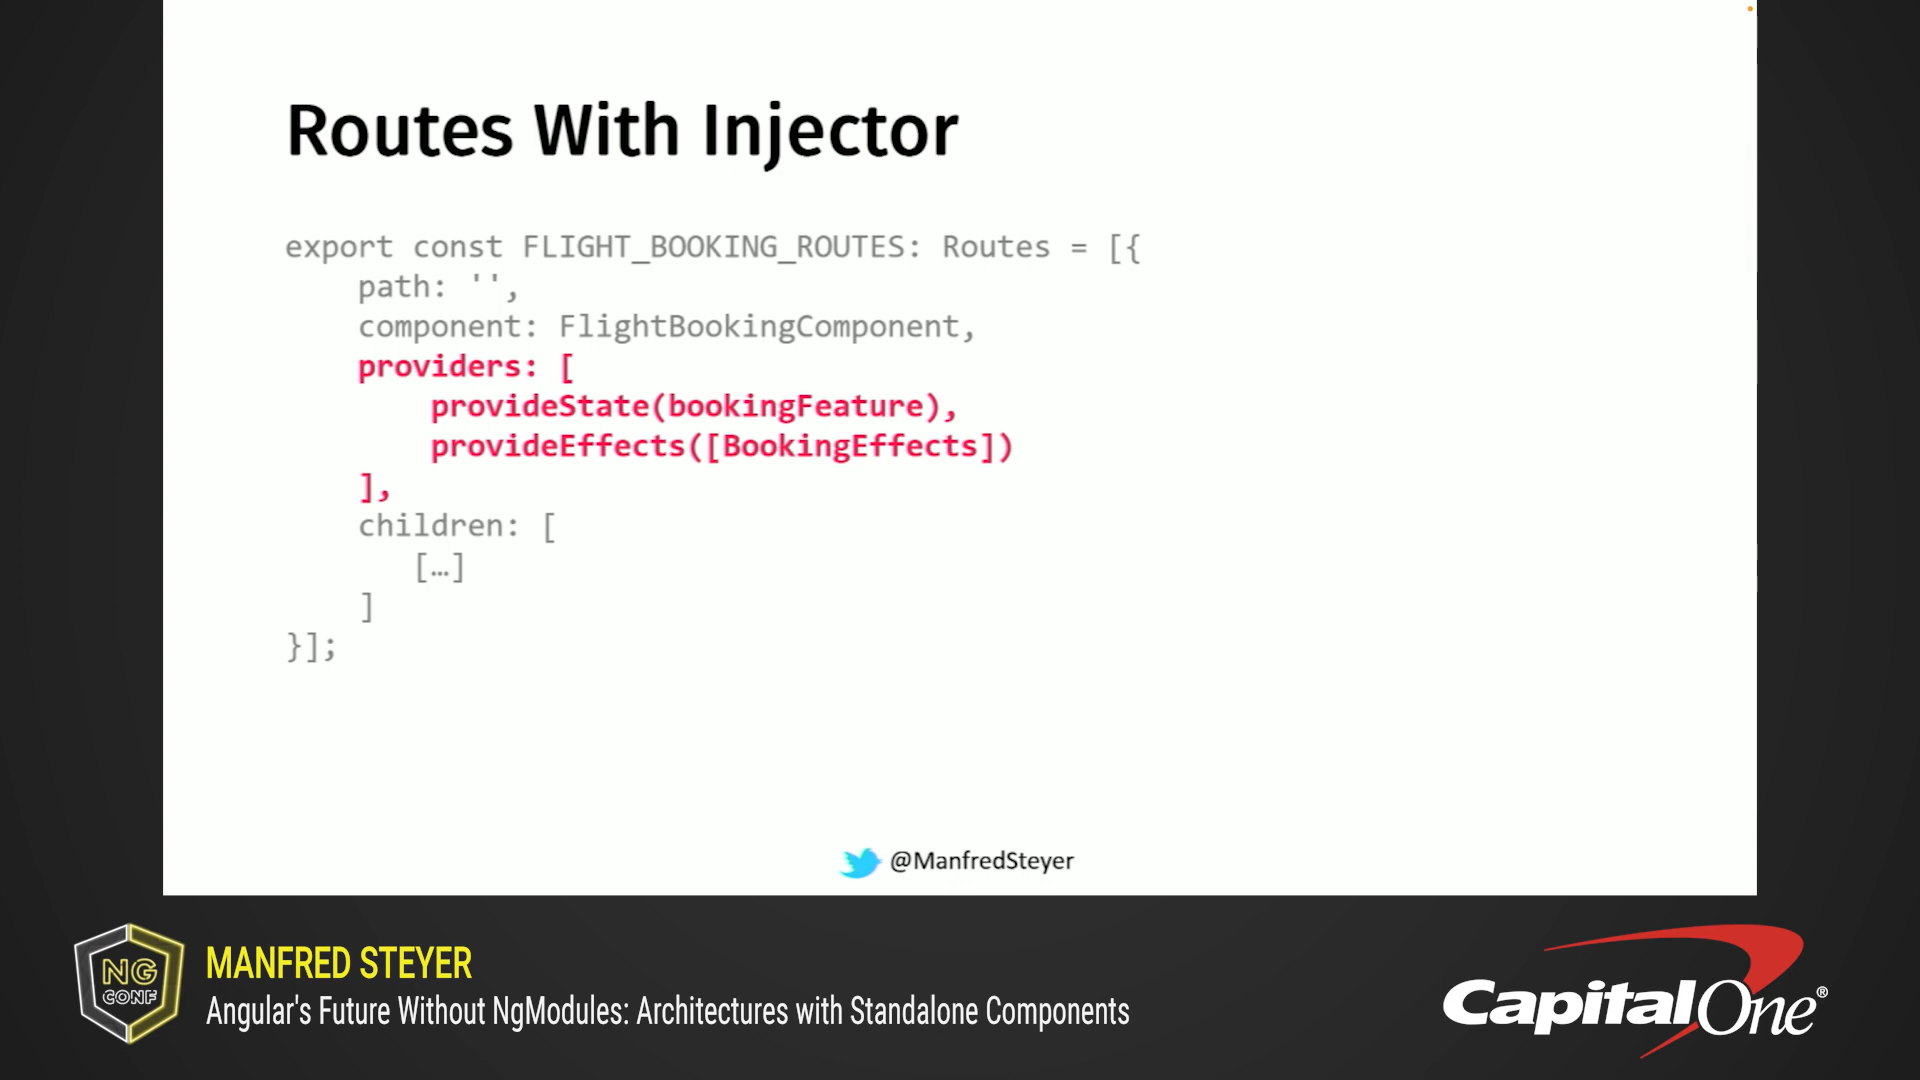 Routes With Injector
export const FLIGHT_BOOKING_ROUTES: Routes = [{
path: '',
component: FlightBookingComponent,
providers: [
provideState(bookingFeature),
provideEffects([BookingEffects])
],
children: [
[…]
]
}];
@ManfredSteyer
NG
CONF
MANFRED STEYER
Angular's Future Without NgModules: Architectures with Standalone Components
CapitalOne®